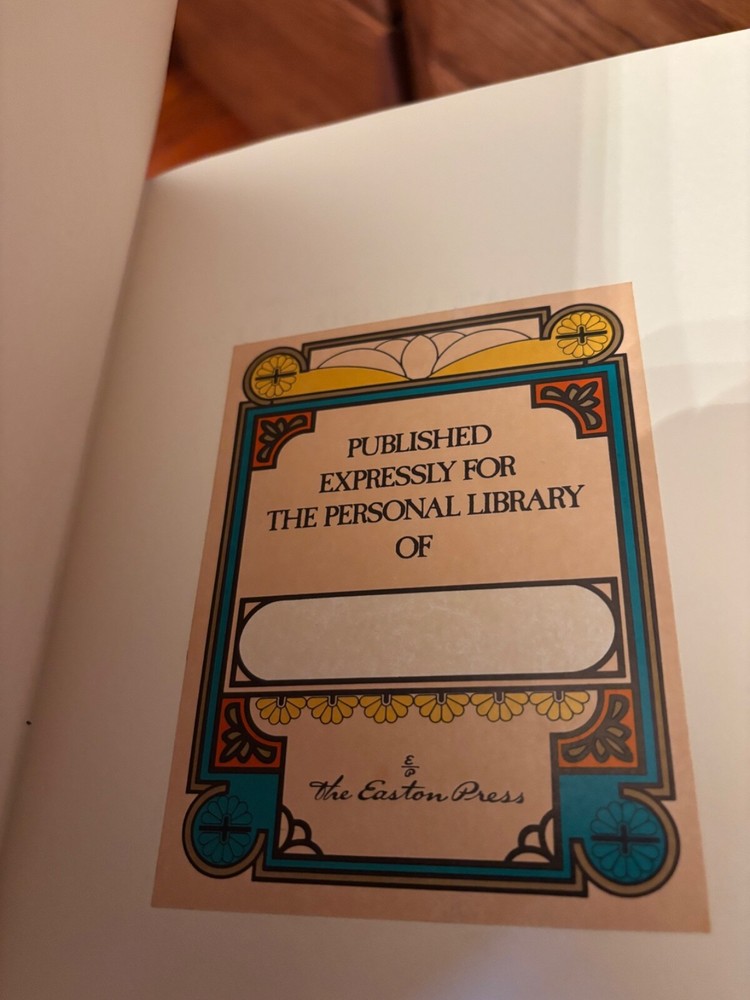 PUBLISHED
EXPRESSLY FOR
THE PERSONAL LIBRARY
OF
E
P
The Easton Press